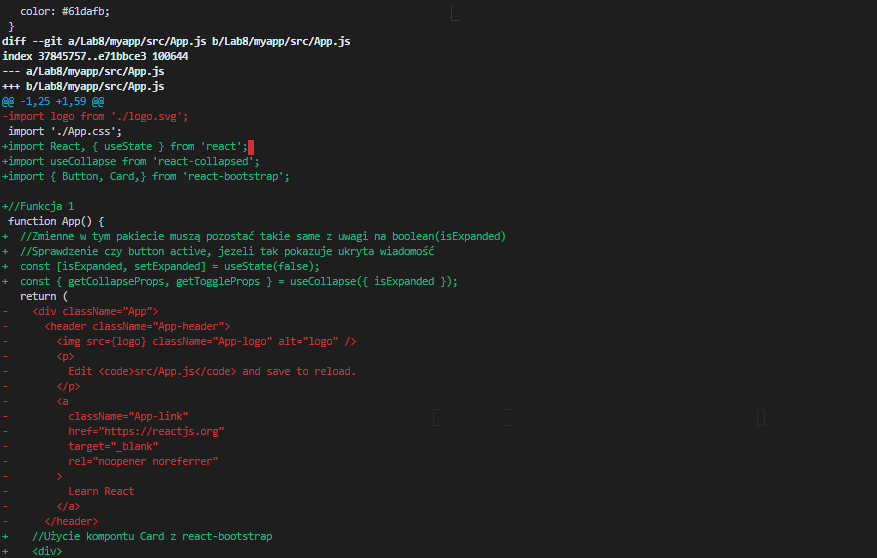 color: #61dafb;
 }
diff --git a/Lab8/myapp/src/App.js b/Lab8/myapp/src/App.js
index 37845757..e71bbce3 100644
--- a/Lab8/myapp/src/App.js
+++ b/Lab8/myapp/src/App.js
@@ -1,25 +1,59 @@
-import logo from './logo.svg';
 import './App.css';
+import React, { useState } from 'react';
+import useCollapse from 'react-collapsed';
+import { Button, Card,} from 'react-bootstrap';

+//Funkcja 1
 function App() {
+  //Zmienne w tym pakiecie muszą pozostać takie same z uwagi na boolean(isExpanded)
+  //Sprawdzenie czy button active, jezeli tak pokazuje ukryta wiadomość
+  const [isExpanded, setExpanded] = useState(false);
+  const { getCollapseProps, getToggleProps } = useCollapse({ isExpanded });
   return (
-    <div className="App">
-      <header className="App-header">
-        <img src={logo} className="App-logo" alt="logo" />
-        <p>
-          Edit <code>src/App.js</code> and save to reload.
-        </p>
-        <a
-          className="App-link"
-          href="https://reactjs.org"
-          target="_blank"
-          rel="noopener noreferrer"
-        >
-          Learn React
-        </a>
-      </header>
+    //Użycie kompontu Card z react-bootstrap
+    <div>